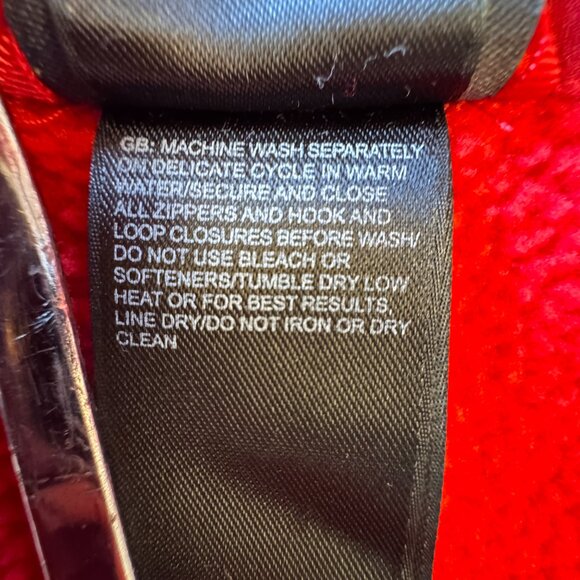 GB: MACHINE WASH SEPARATELY
ON DELICATE CYCLE IN WARM
WATER/SECURE AND CLOSE
ALL ZIPPERS AND HOOK AND
LOOP CLOSURES BEFORE WASH/
DO NOT USE BLEACH OR
SOFTENERS/TUMBLE DRY LOW
HEAT OR FOR BEST RESULTS,
LINE DRY/DO NOT IRON OR DRY
CLEAN